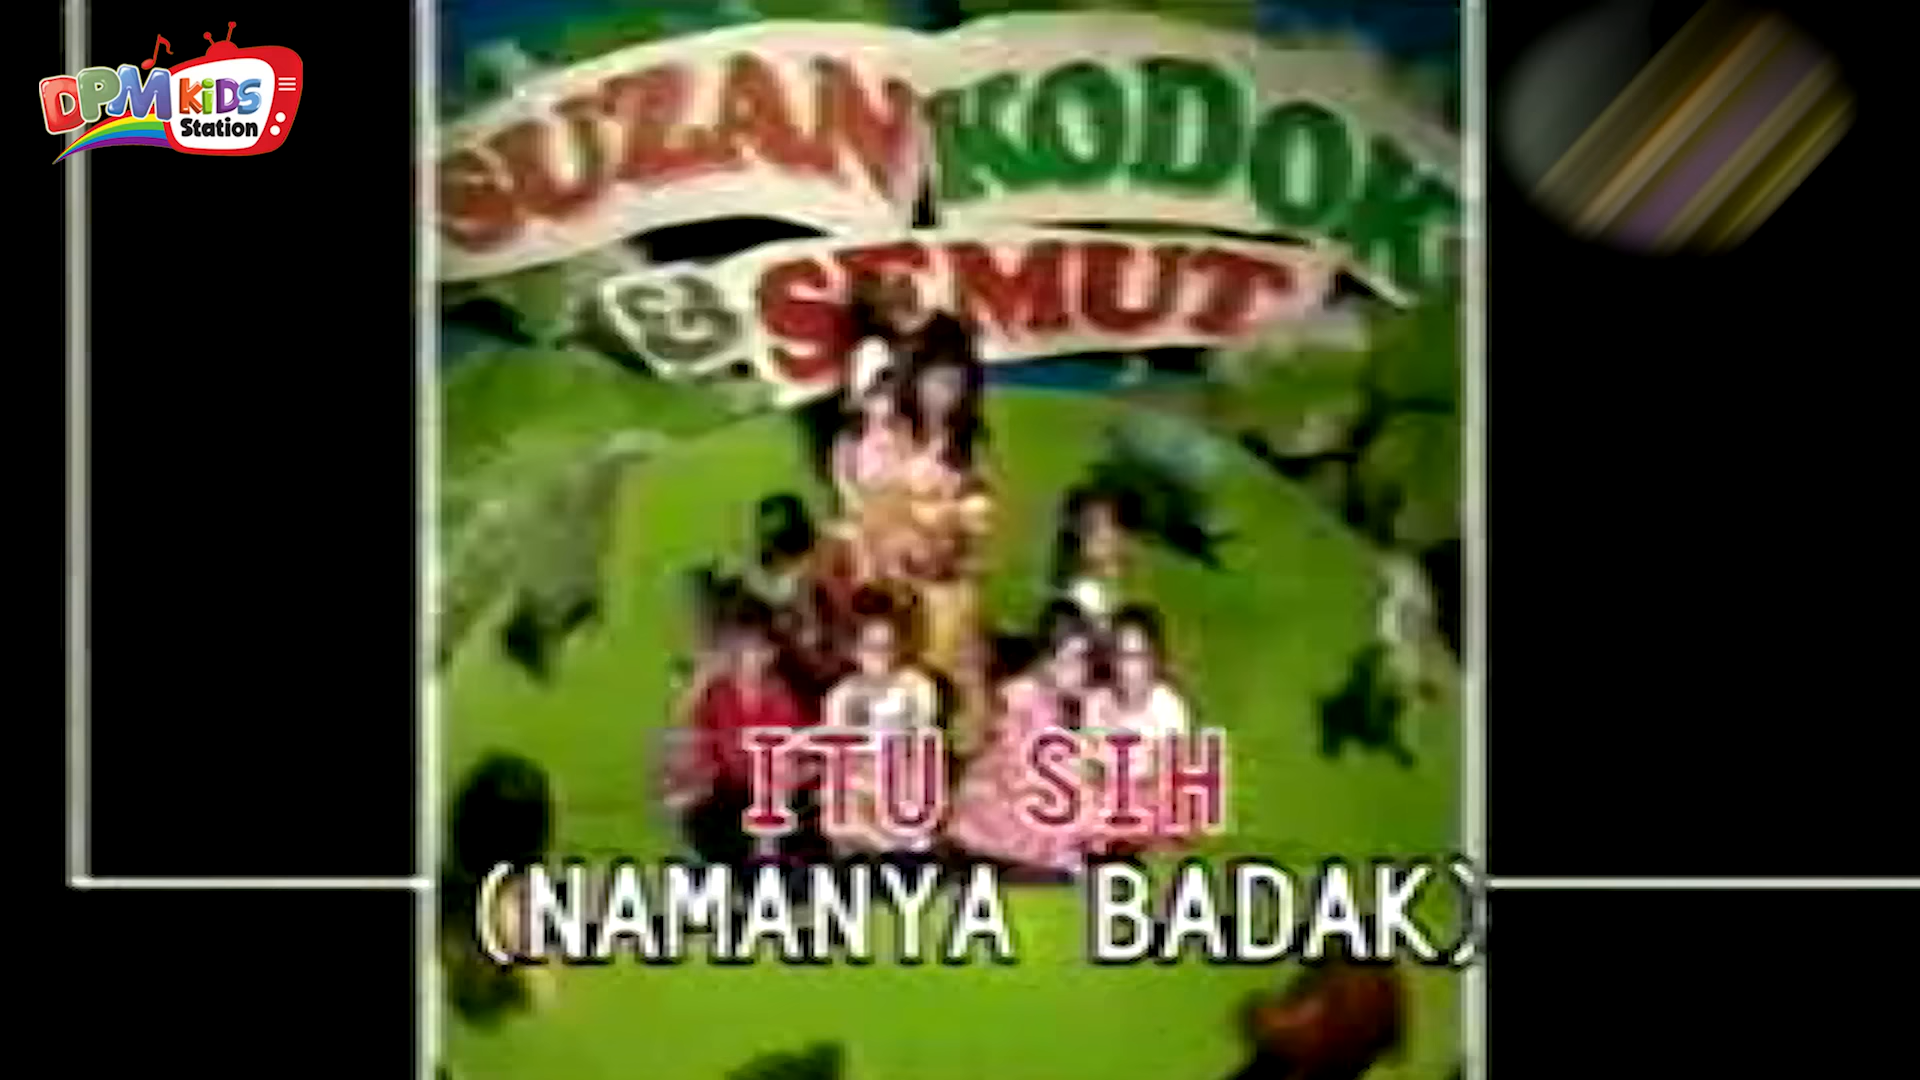 DPM KiDS
Station
SUZAN KODOK
& SEMUT
ITU SIH
(NAMANYA BADAK)